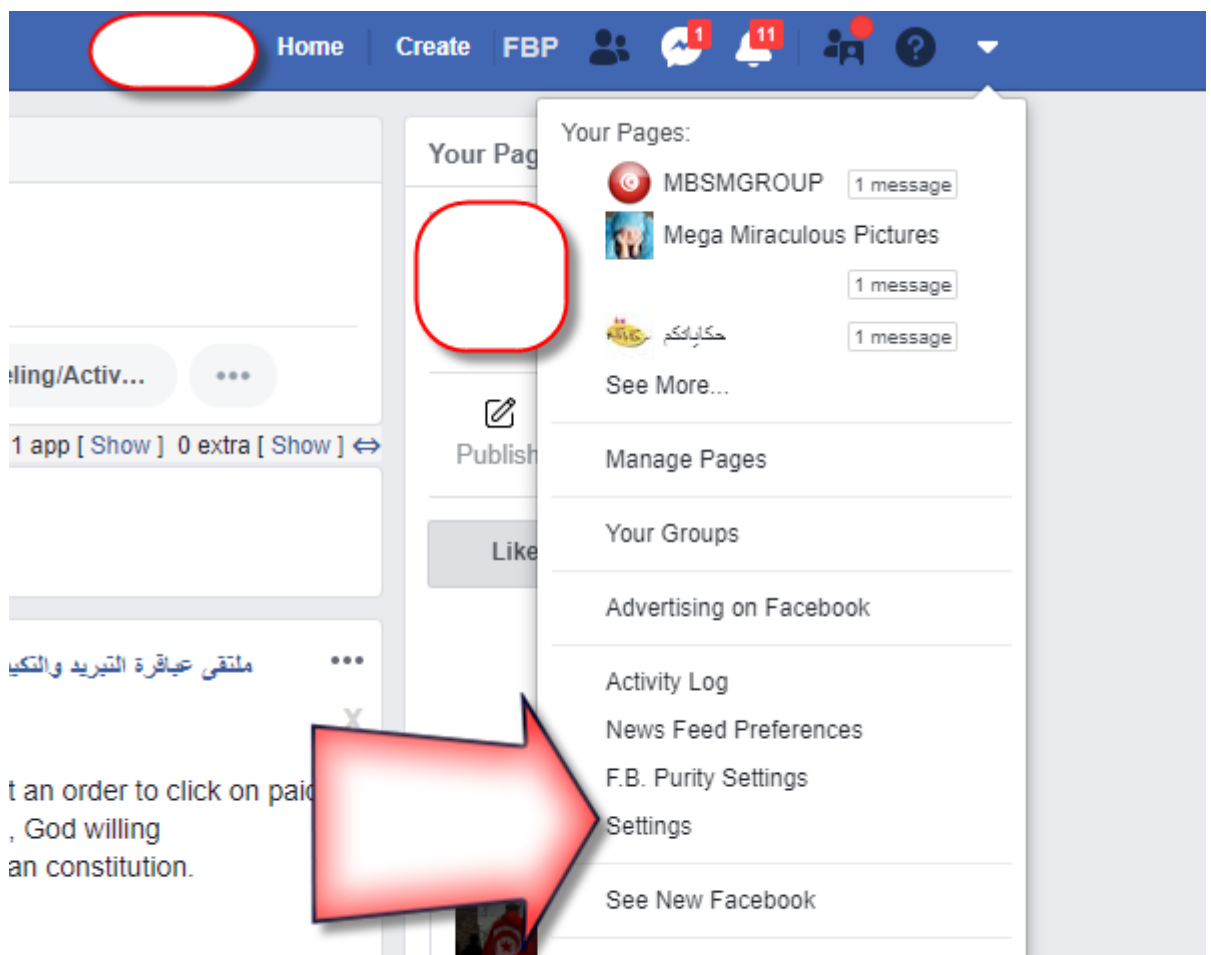 Home
Create
FBP
1
11
Your Pages:
MBSMGROUP
1 message
Mega Miraculous Pictures
1 message
حكاياتكم
1 message
See More...
Manage Pages
Your Groups
Advertising on Facebook
Activity Log
News Feed Preferences
F.B. Purity Settings
Settings
See New Facebook
Your Pag
Publish
Like
eling/Activ...
1 app [ Show ] 0 extra [ Show ]
ملتقى عباقرة التبريد والتكي
X
t an order to click on paid
, God willing
an constitution.